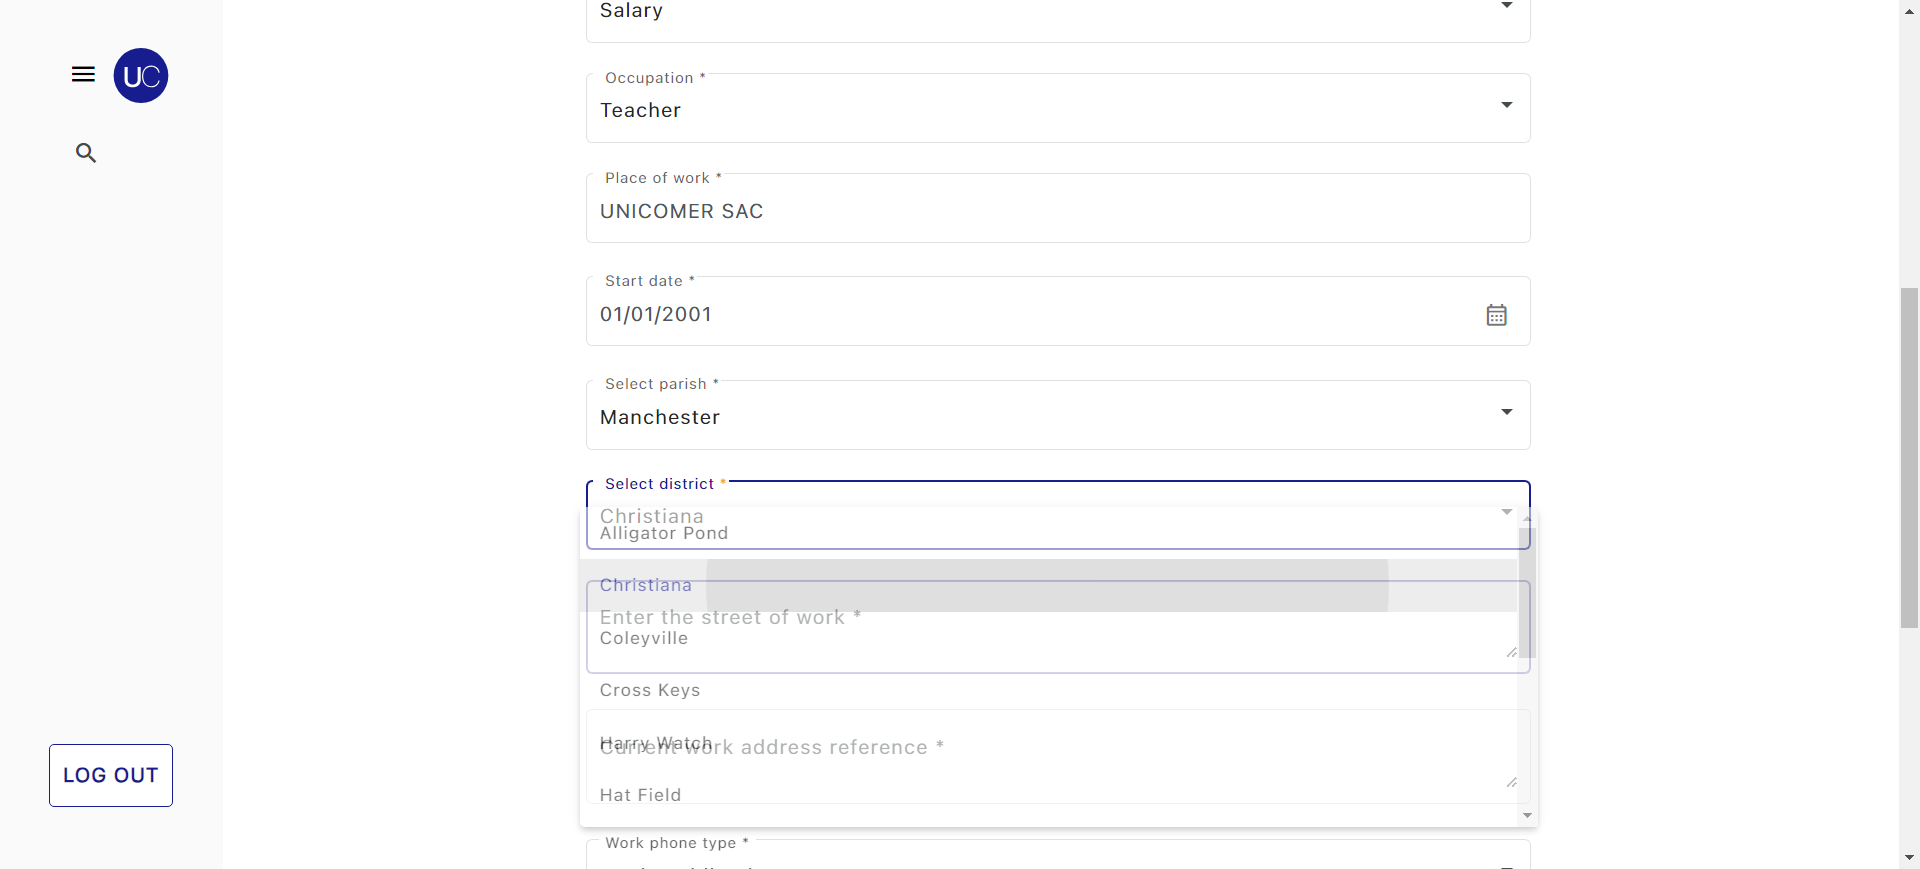 Salary
UC
Occupation *
Teacher
Place of work *
UNICOMER SAC
Start date *
01/01/2001
Select parish *
Manchester
Select district *
Christiana
Alligator Pond
Christiana
Enter the street of work *
Coleyville
Cross Keys
Harry Watch
Current work address reference *
Hat Field
LOG OUT
Work phone type *